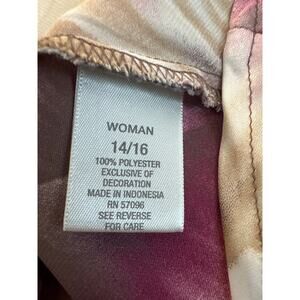 WOMAN
14/16
100% POLYESTER
EXCLUSIVE OF
DECORATION
MADE IN INDONESIA
RN 57096
SEE REVERSE
FOR CARE